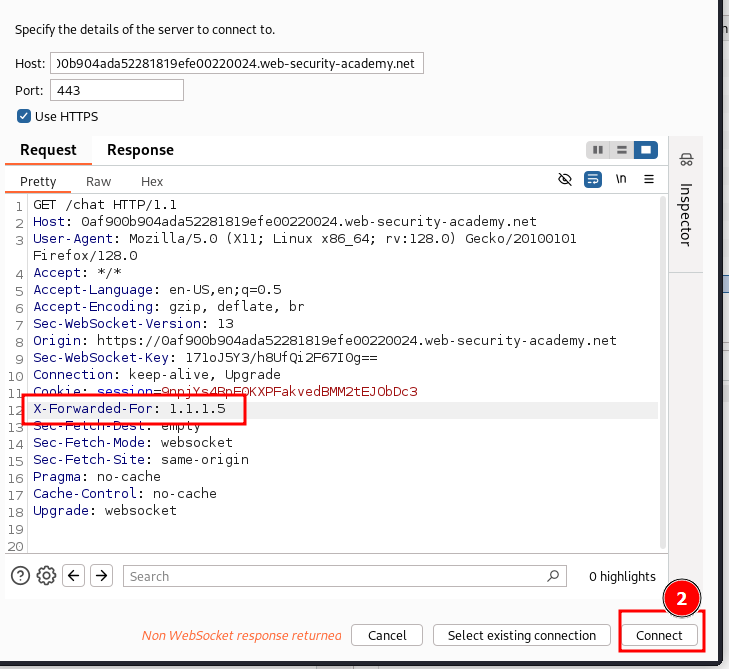 Specify the details of the server to connect to.
Host: 00b904ada52281819efe00220024.web-security-academy.net
Port: 443
Use HTTPS
Request Response
Pretty Raw Hex \n
1 GET /chat HTTP/1.1
2 Host: 0af900b904ada52281819efe00220024.web-security-academy.net
3 User-Agent: Mozilla/5.0 (X11; Linux x86_64; rv:128.0) Gecko/20100101
Firefox/128.0
4 Accept: */*
5 Accept-Language: en-US,en;q=0.5
6 Accept-Encoding: gzip, deflate, br
7 Sec-WebSocket-Version: 13
8 Origin: https://0af900b904ada52281819efe00220024.web-security-academy.net
9 Sec-WebSocket-Key: 171oJ5Y3/h8UfQi2F67I0g==
10 Connection: keep-alive, Upgrade
11 Cookie: session=9npjYs4BpE0KXPFakvedBMM2tEJObDc3
12 X-Forwarded-For: 1.1.1.5
13 Sec-Fetch-Dest: empty
14 Sec-Fetch-Mode: websocket
15 Sec-Fetch-Site: same-origin
16 Pragma: no-cache
17 Cache-Control: no-cache
18 Upgrade: websocket
19
20
Inspector
Search 0 highlights
2
Non WebSocket response returned Cancel Select existing connection Connect